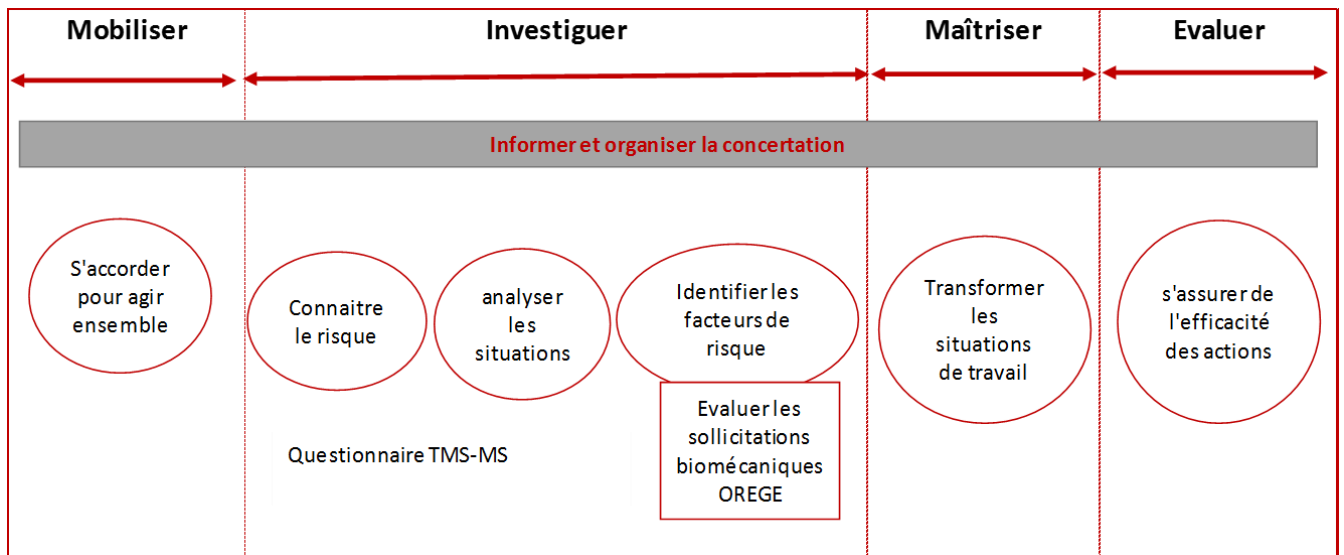 Mobiliser
Investiguer
Maîtriser
Evaluer
Informer et organiser la concertation
S'accorder
pour agir
ensemble
Connaitre
le risque
analyser
les
situations
Identifier les
facteurs de
risque
Evaluer les
sollicitations
biomécaniques
OREGE
Questionnaire TMS-MS
Transformer
les
situations
de travail
s'assurer de
l'efficacité
des actions